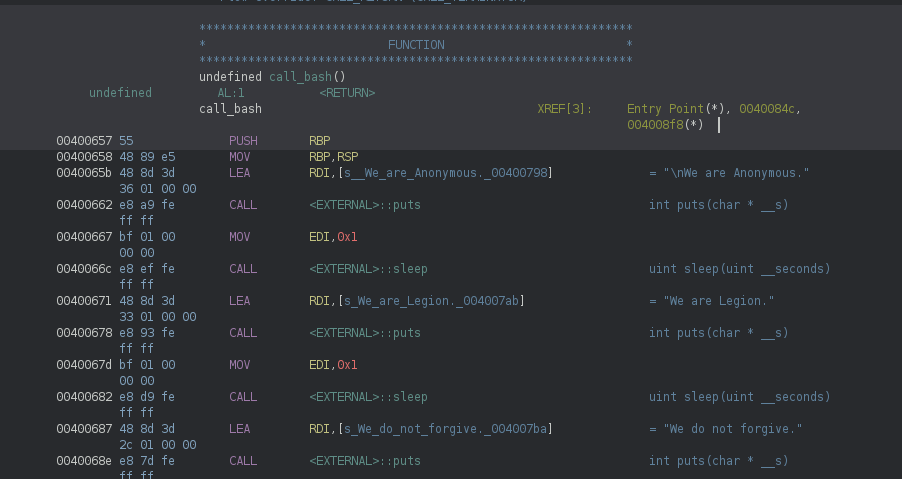 *************************************************************
* FUNCTION *
*************************************************************
undefined call_bash()
undefined AL:1 <RETURN>
call_bash XREF[3]: Entry Point(*), 0040084c,
004008f8(*)
00400657 55 PUSH RBP
00400658 48 89 e5 MOV RBP,RSP
0040065b 48 8d 3d LEA RDI,[s__We_are_Anonymous._00400798] = "\nWe are Anonymous."
36 01 00 00
00400662 e8 a9 fe CALL <EXTERNAL>::puts int puts(char * __s)
ff ff
00400667 bf 01 00 MOV EDI,0x1
00 00
0040066c e8 ef fe CALL <EXTERNAL>::sleep uint sleep(uint __seconds)
ff ff
00400671 48 8d 3d LEA RDI,[s_We_are_Legion._004007ab] = "We are Legion."
33 01 00 00
00400678 e8 93 fe CALL <EXTERNAL>::puts int puts(char * __s)
ff ff
0040067d bf 01 00 MOV EDI,0x1
00 00
00400682 e8 d9 fe CALL <EXTERNAL>::sleep uint sleep(uint __seconds)
ff ff
00400687 48 8d 3d LEA RDI,[s_We_do_not_forgive._004007ba] = "We do not forgive."
2c 01 00 00
0040068e e8 7d fe CALL <EXTERNAL>::puts int puts(char * __s)
ff ff